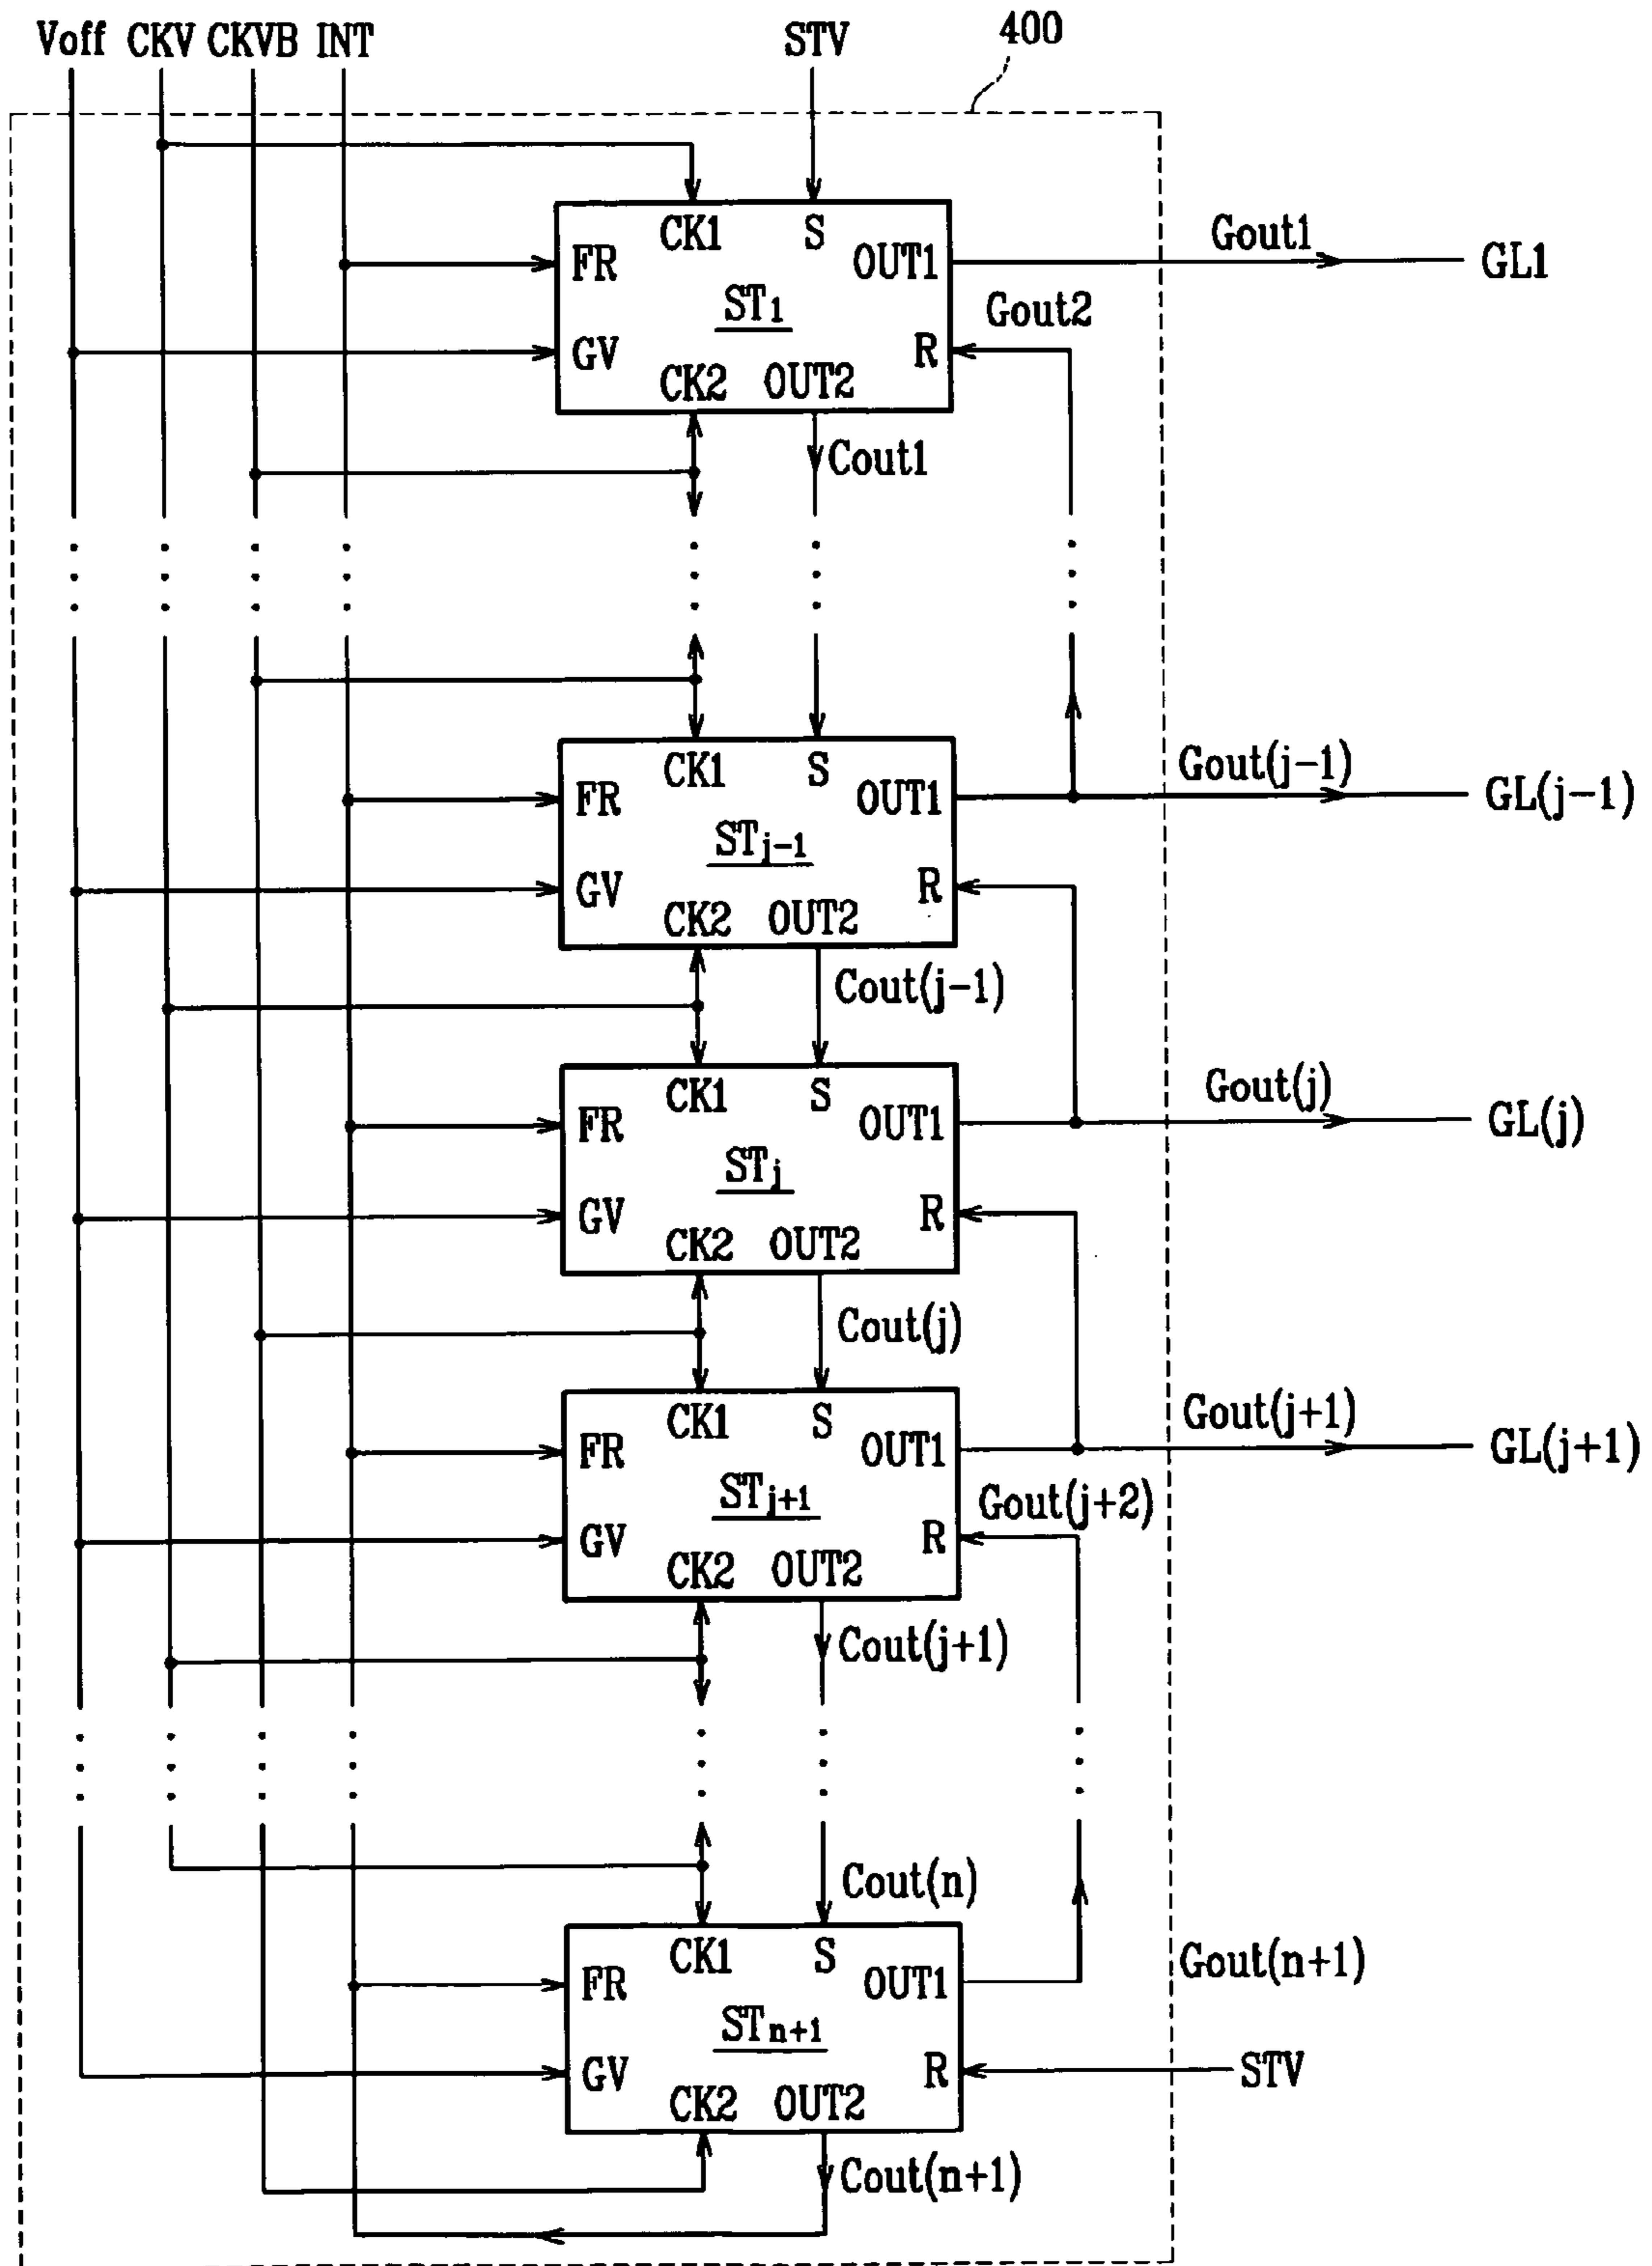 Voff CKV CKVB INT STV 400
CK1 S
FR OUT1 Gout1 GL1
ST1 Gout2
GV R
CK2 OUT2
Cout1
CK1 S Gout(j-1)
FR OUT1 GL(j-1)
STj-1
GV R
CK2 OUT2
Cout(j-1)
CK1 S Gout(j)
FR OUT1 GL(j)
STj
GV R
CK2 OUT2
Cout(j)
CK1 S Gout(j+1)
FR OUT1 GL(j+1)
STj+1 Gout(j+2)
GV R
CK2 OUT2
Cout(j+1)
Cout(n)
CK1 S Gout(n+1)
FR OUT1
STn+1
GV R STV
CK2 OUT2
Cout(n+1)